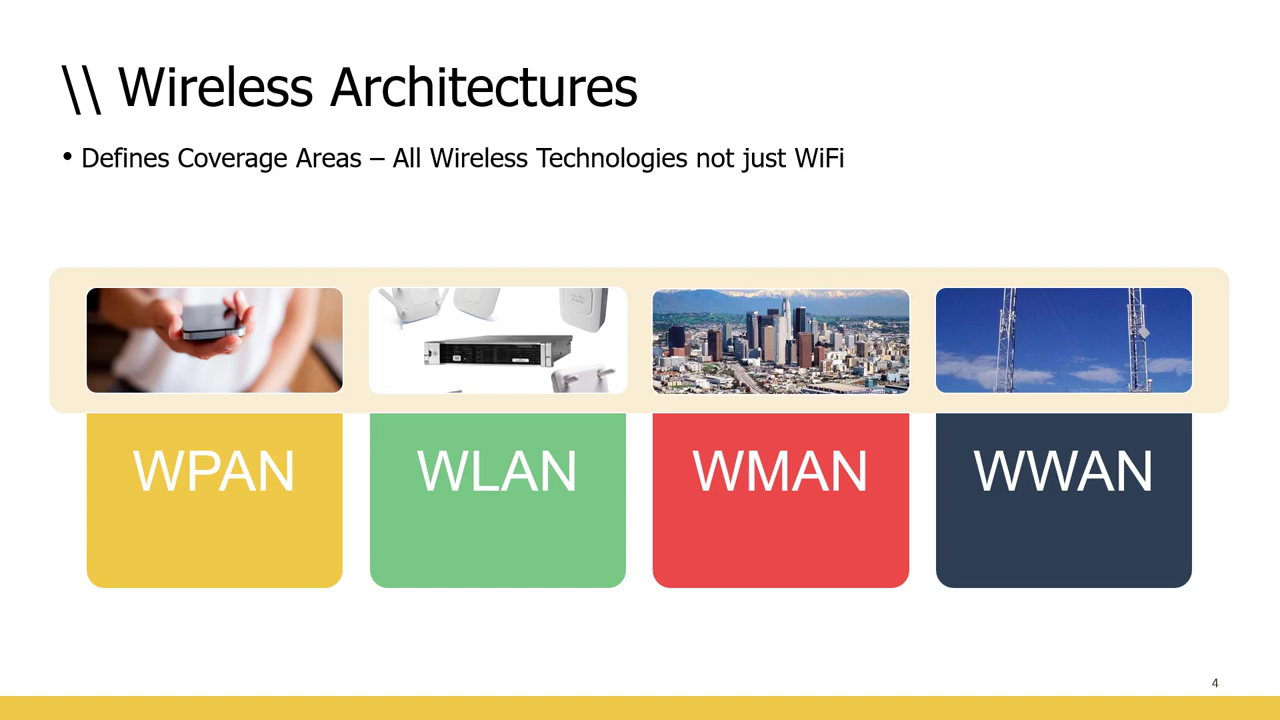 \\ Wireless Architectures
• Defines Coverage Areas – All Wireless Technologies not just WiFi
WPAN
WLAN
WMAN
WWAN
4